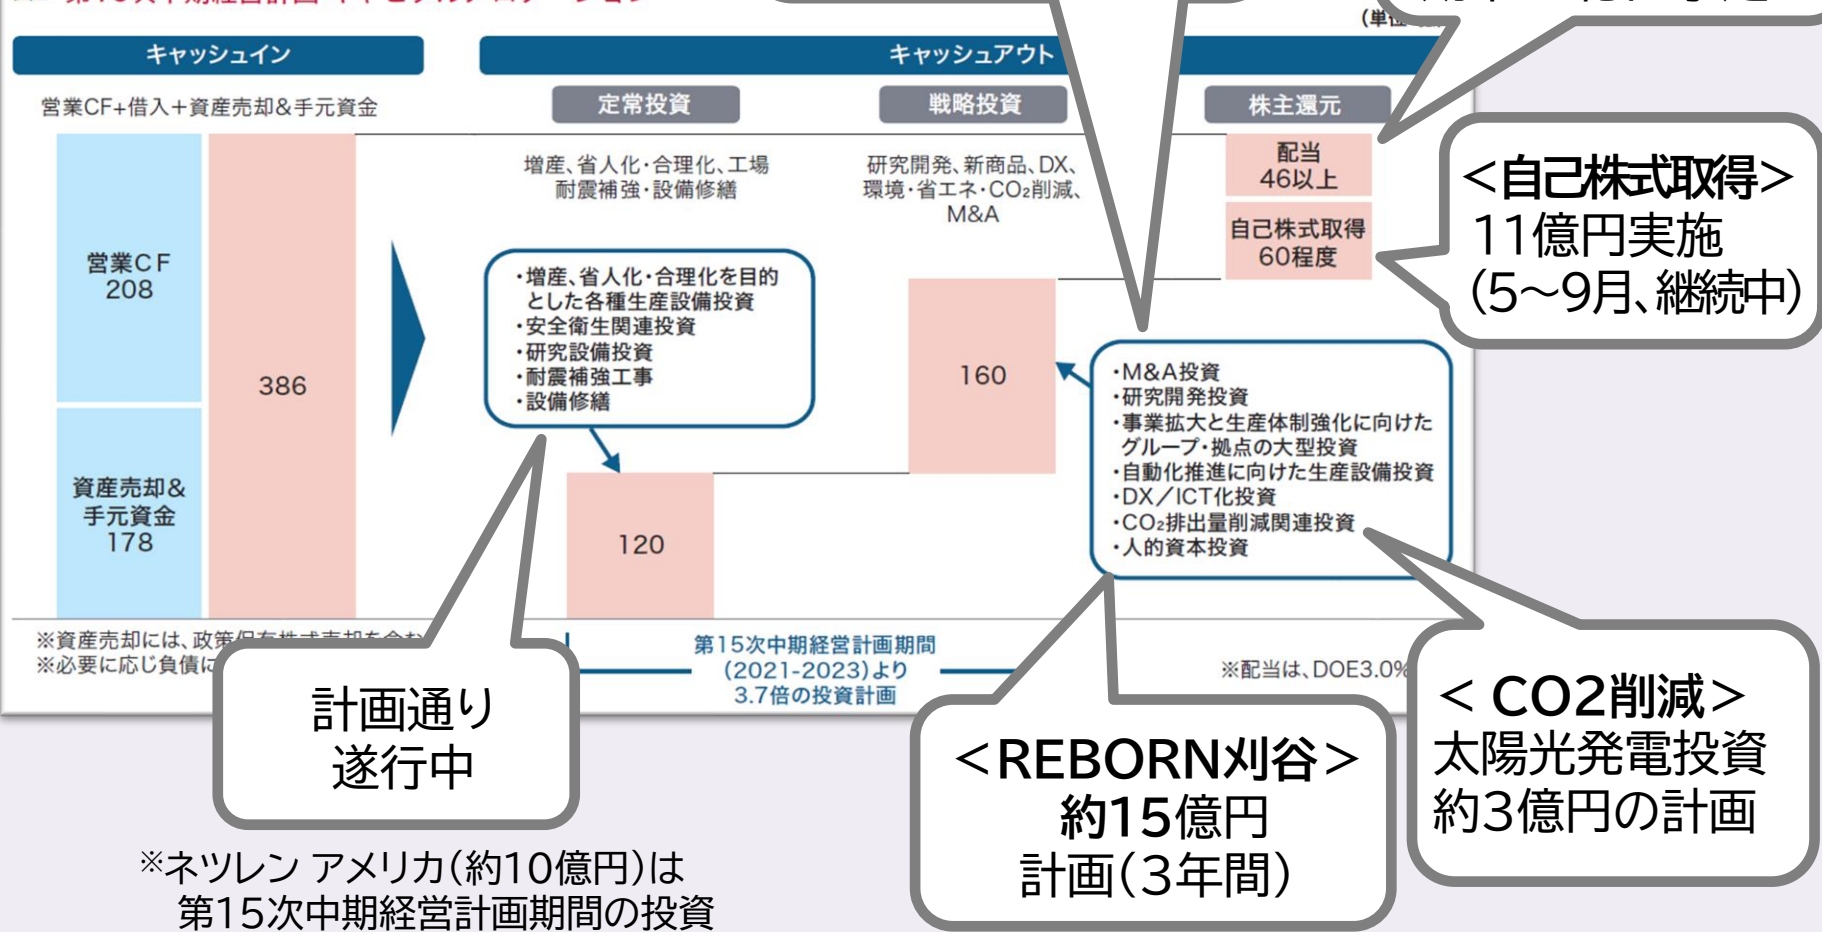 (単位
キャッシュイン
キャッシュアウト
営業CF+借入+資産売却&手元資金
定常投資
戦略投資
株主還元
増産、省人化・合理化、工場
耐震補強・設備修繕
研究開発、新商品、DX、
環境・省エネ・CO₂削減、
M&A
配当
46以上
自己株式取得
60程度
<自己株式取得>
11億円実施
(5～9月、継続中)
営業CF
208
386
資産売却&
手元資金
178
・増産、省人化・合理化を目的
とした各種生産設備投資
・安全衛生関連投資
・研究設備投資
・耐震補強工事
・設備修繕
120
160
・M&A投資
・研究開発投資
・事業拡大と生産体制強化に向けた
グループ・拠点の大型投資
・自動化推進に向けた生産設備投資
・DX／ICT化投資
・CO₂排出量削減関連投資
・人的資本投資
※資産売却には、政策保有株式売却を含む
※必要に応じ負債に
第15次中期経営計画期間
(2021-2023)より
3.7倍の投資計画
※配当は、DOE3.0%
計画通り
遂行中
<REBORN刈谷>
約15億円
計画(3年間)
< CO2削減>
太陽光発電投資
約3億円の計画
※ネツレン アメリカ(約10億円)は
第15次中期経営計画期間の投資